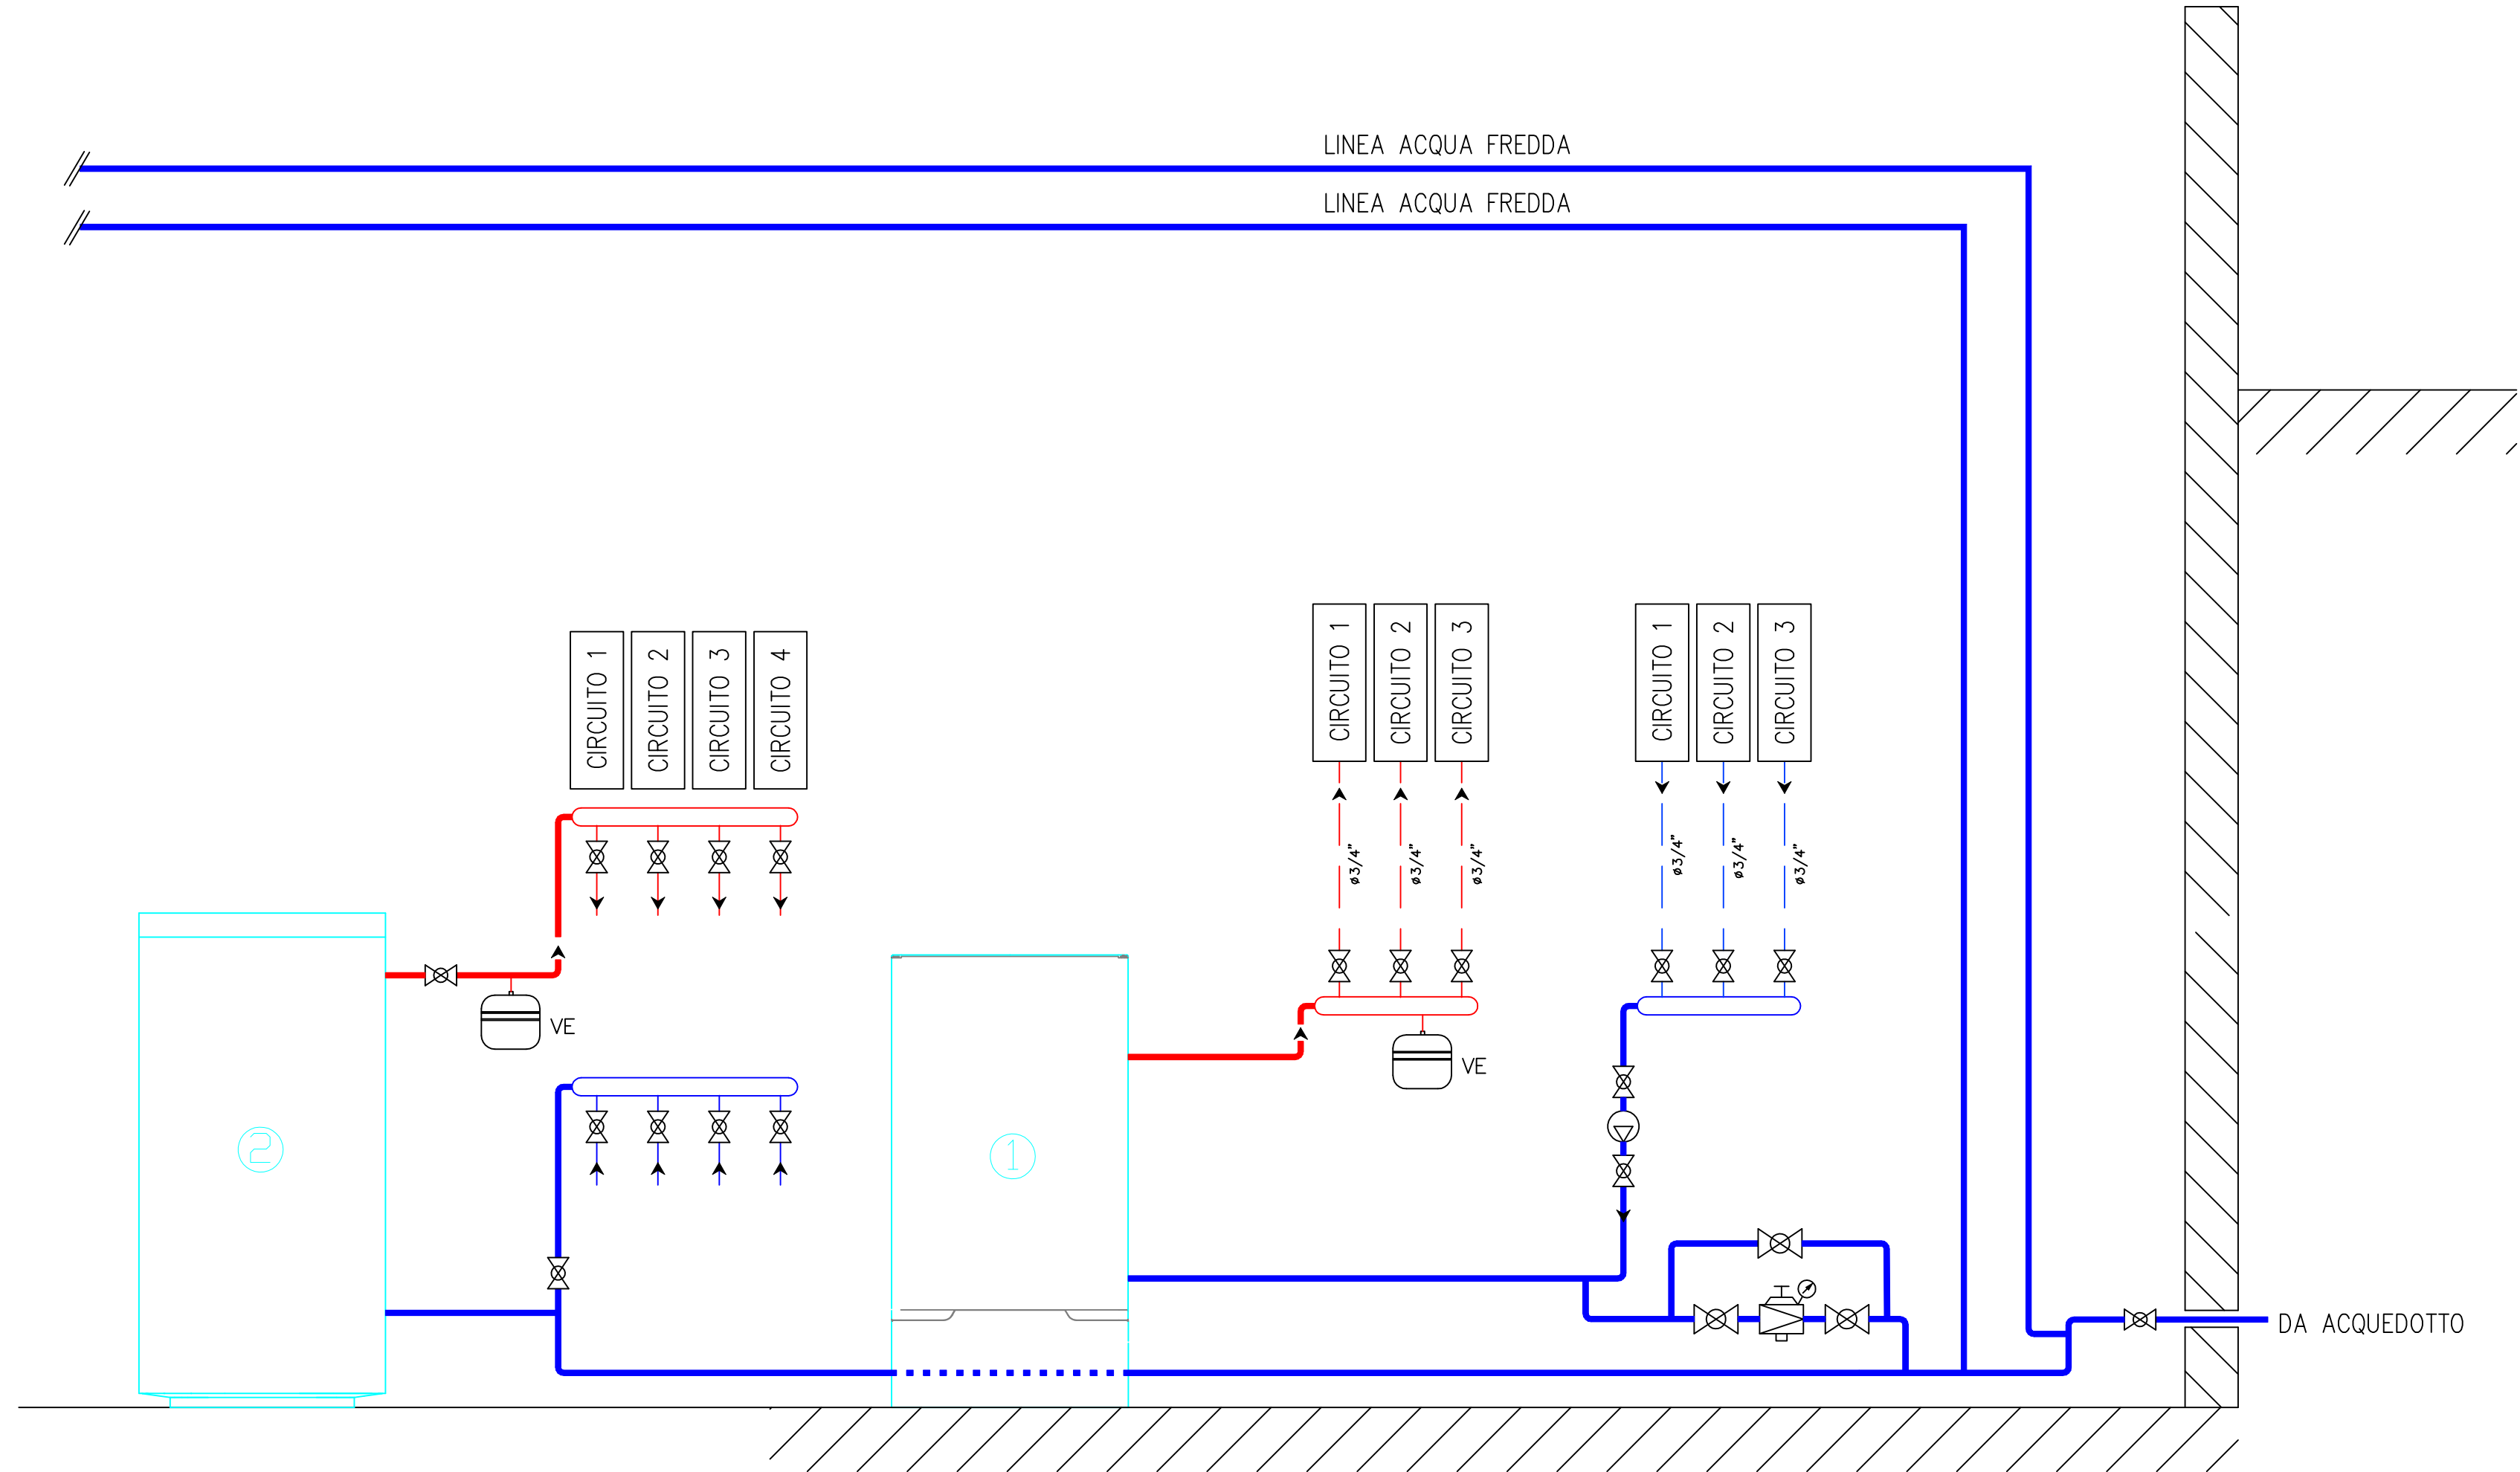 LINEA ACQUA FREDDA
LINEA ACQUA FREDDA
CIRCUITO 1
CIRCUITO 2
CIRCUITO 3
CIRCUITO 1
CIRCUITO 2
CIRCUITO 3
CIRCUITO 1
CIRCUITO 2
CIRCUITO 3
CIRCUITO 4
ø3/4"
ø3/4"
ø3/4"
ø3/4"
ø3/4"
ø3/4"
VE
VE
2
1
DA ACQUEDOTTO